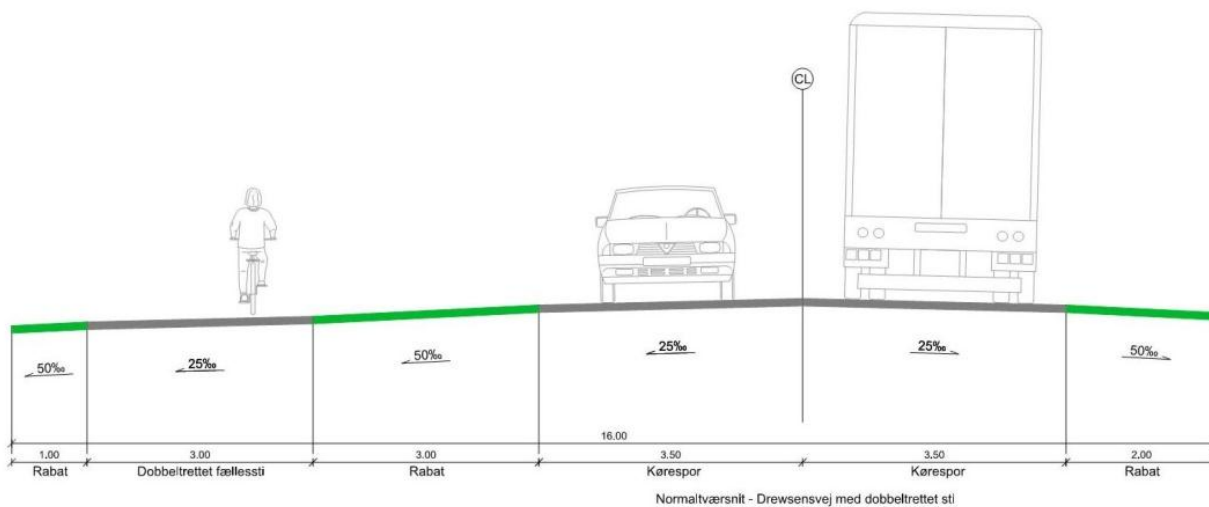 CL
50‰ 25‰ 50‰ 25‰ 25‰ 50‰
16.00
1.00 3.00 3.00 3.50 3.50 2.00
Rabat Dobbeltrettet fællessti Rabat Kørespor Kørespor Rabat
Normaltværsnit - Drewsensvej med dobbeltrettet sti